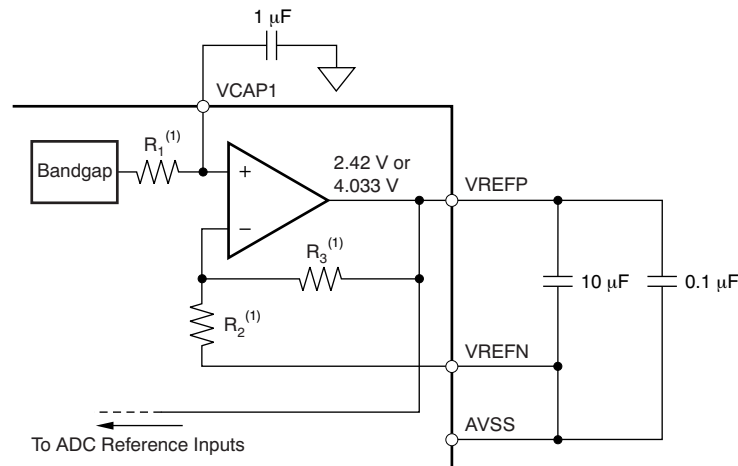 1 μF
VCAP1
R1(1)
Bandgap
+
2.42 V or
4.033 V
VREFP
−
R3(1)
10 μF
0.1 μF
R2(1)
VREFN
AVSS
To ADC Reference Inputs